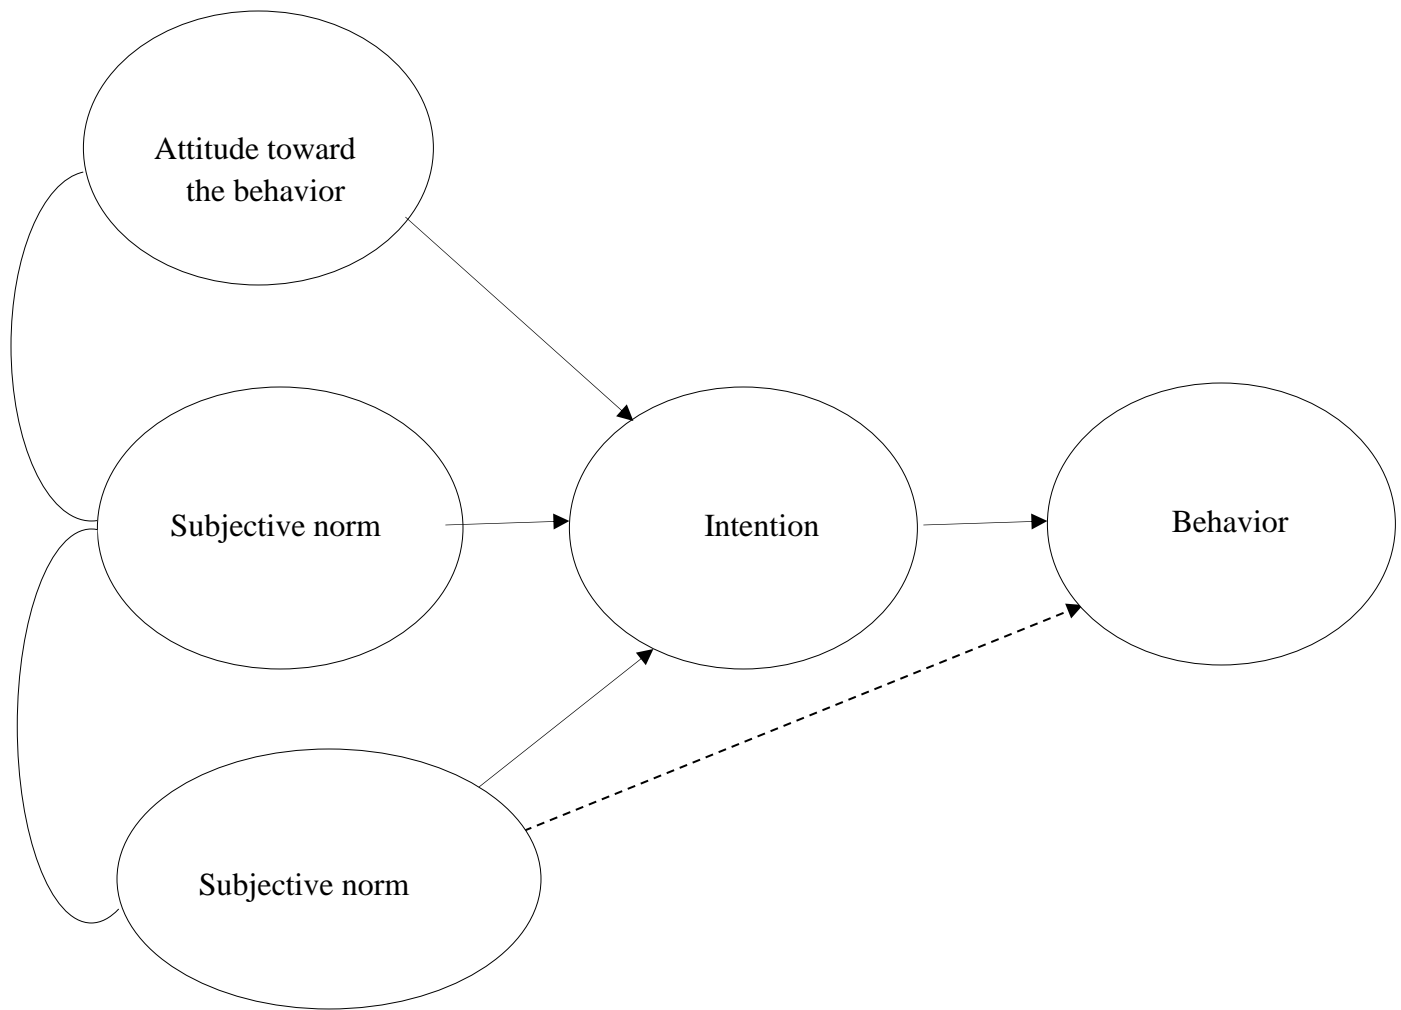 Attitude toward
the behavior
Subjective norm
Intention
Behavior
Subjective norm